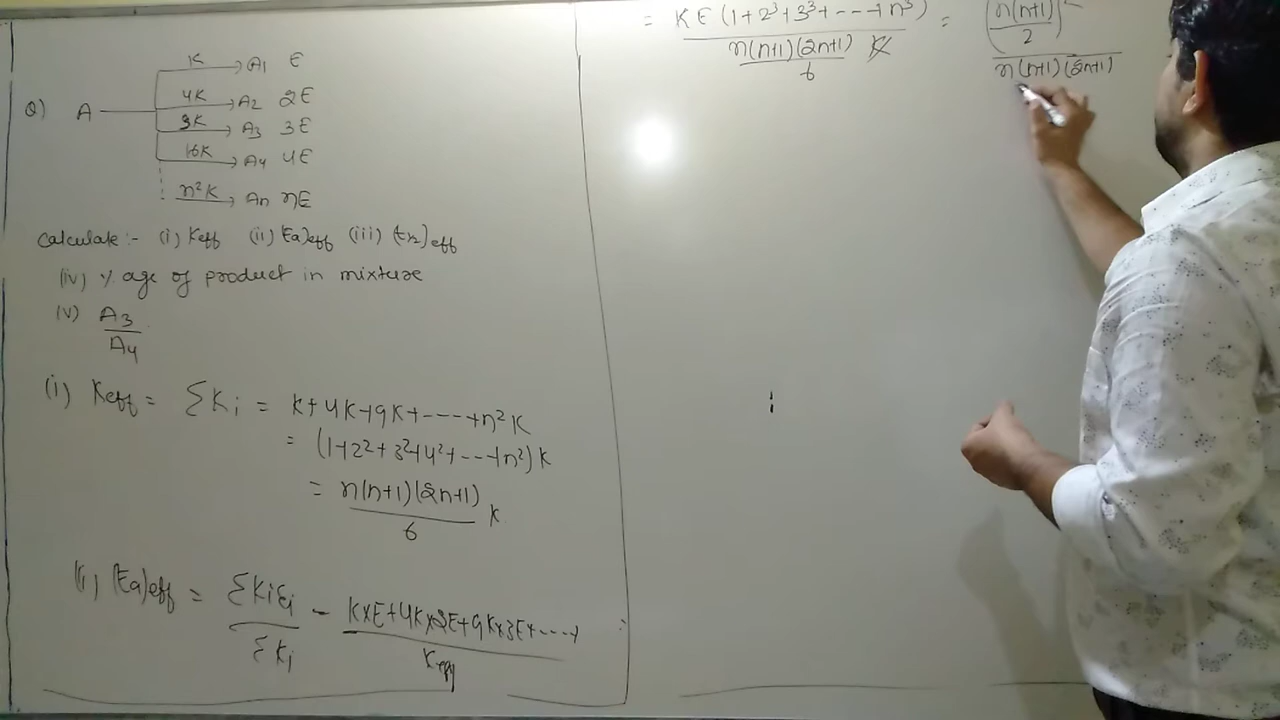 Q) A
K → A1 E
4K → A2 2E
3K → A3 3E
16K → A4 4E
n²K → An nE
Calculate :- (i) Keff (ii) Ea)eff (iii) (t½)eff
(iv) % age of product in mixture
(v) A3/A4
(i) Keff = Σ Ki = K+4K+9K+----+n²K
= (1+2²+3²+4²+---+n²)K
= n(n+1)(2n+1)/6 K
(i) (Ea)eff = ΣKiEi/ΣKi - K×E+4K×2E+9K×3E+----+/Keff
= KE(1+2³+3³+---+n³)/(n(n+1)(2n+1)/6 K) = (n(n+1)/2)²/n(n+1)(2n+1)